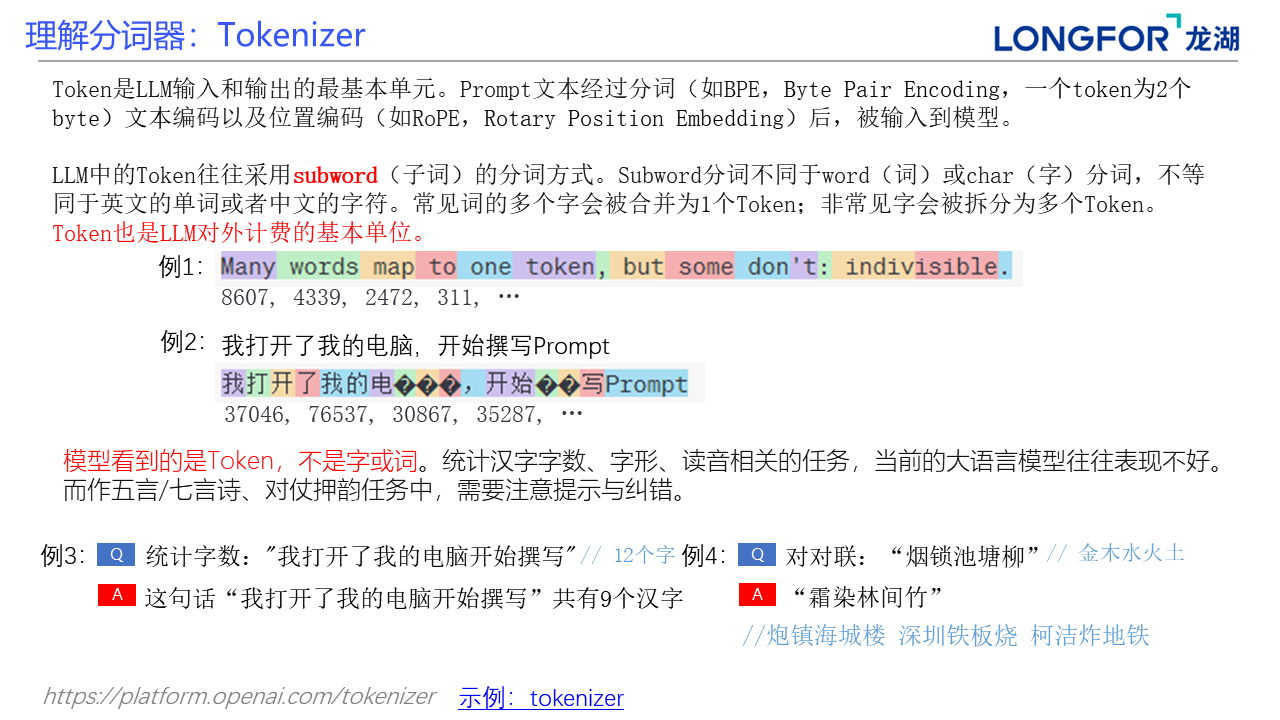 理解分词器：Tokenizer
LONGFOR 龙湖
Token是LLM输入和输出的最基本单元。Prompt文本经过分词（如BPE，Byte Pair Encoding，一个token为2个
byte）文本编码以及位置编码（如RoPE，Rotary Position Embedding）后，被输入到模型。
LLM中的Token往往采用subword（子词）的分词方式。Subword分词不同于word（词）或char（字）分词，不等
同于英文的单词或者中文的字符。常见词的多个字会被合并为1个Token；非常见字会被拆分为多个Token。
Token也是LLM对外计费的基本单位。
例1： Many words map to one token, but some don't: indivisible.
8607, 4339, 2472, 311, …
例2： 我打开了我的电脑，开始撰写Prompt
我打开了我的电���，开始��写Prompt
37046, 76537, 30867, 35287, …
模型看到的是Token，不是字或词。统计汉字字数、字形、读音相关的任务，当前的大语言模型往往表现不好。
而作五言/七言诗、对仗押韵任务中，需要注意提示与纠错。
例3： Q 统计字数："我打开了我的电脑开始撰写" // 12个字
A 这句话“我打开了我的电脑开始撰写”共有9个汉字
例4： Q 对对联：“烟锁池塘柳” // 金木水火土
A “霜染林间竹”
//炮镇海城楼 深圳铁板烧 柯洁炸地铁
https://platform.openai.com/tokenizer 示例：tokenizer